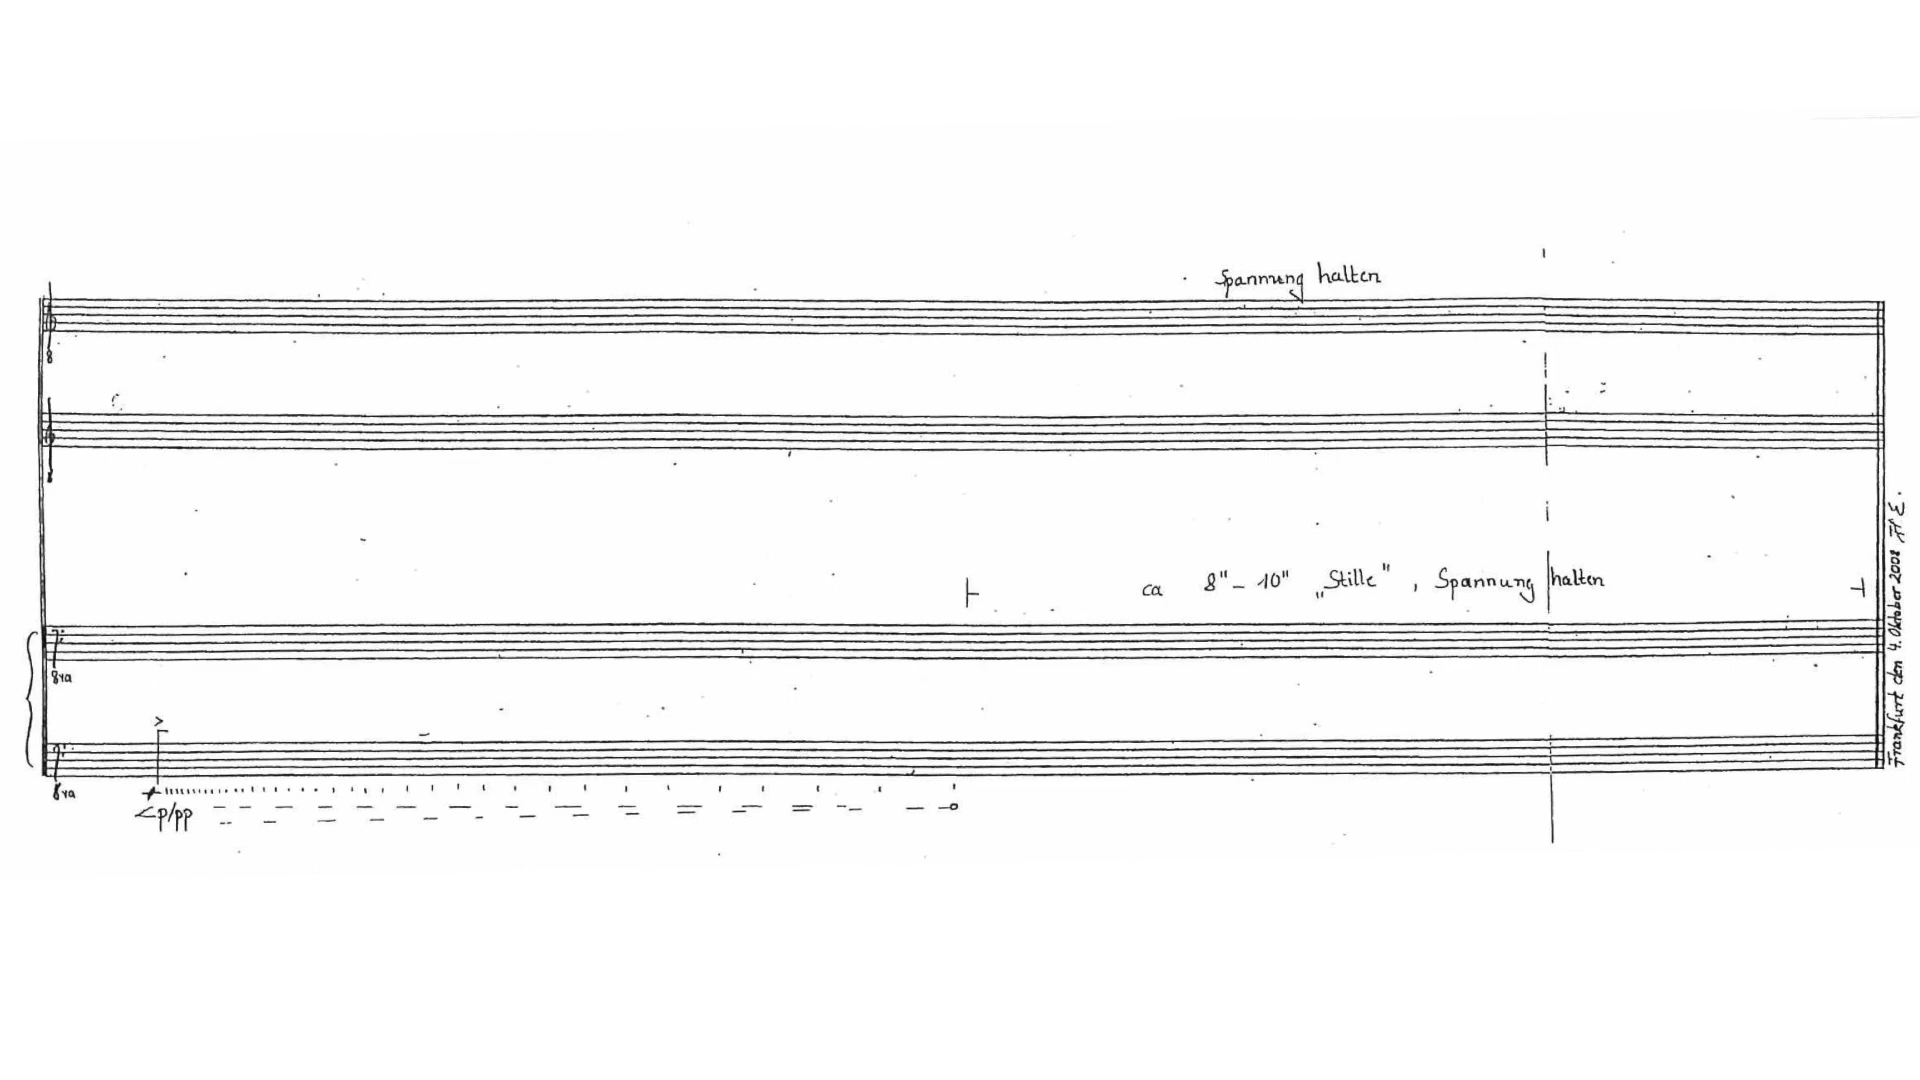 Spannung halten
8
8
ca 8" – 10" „Stille", Spannung halten
8va
8va
<p/pp
Frankfurt den 4. Oktober 2008